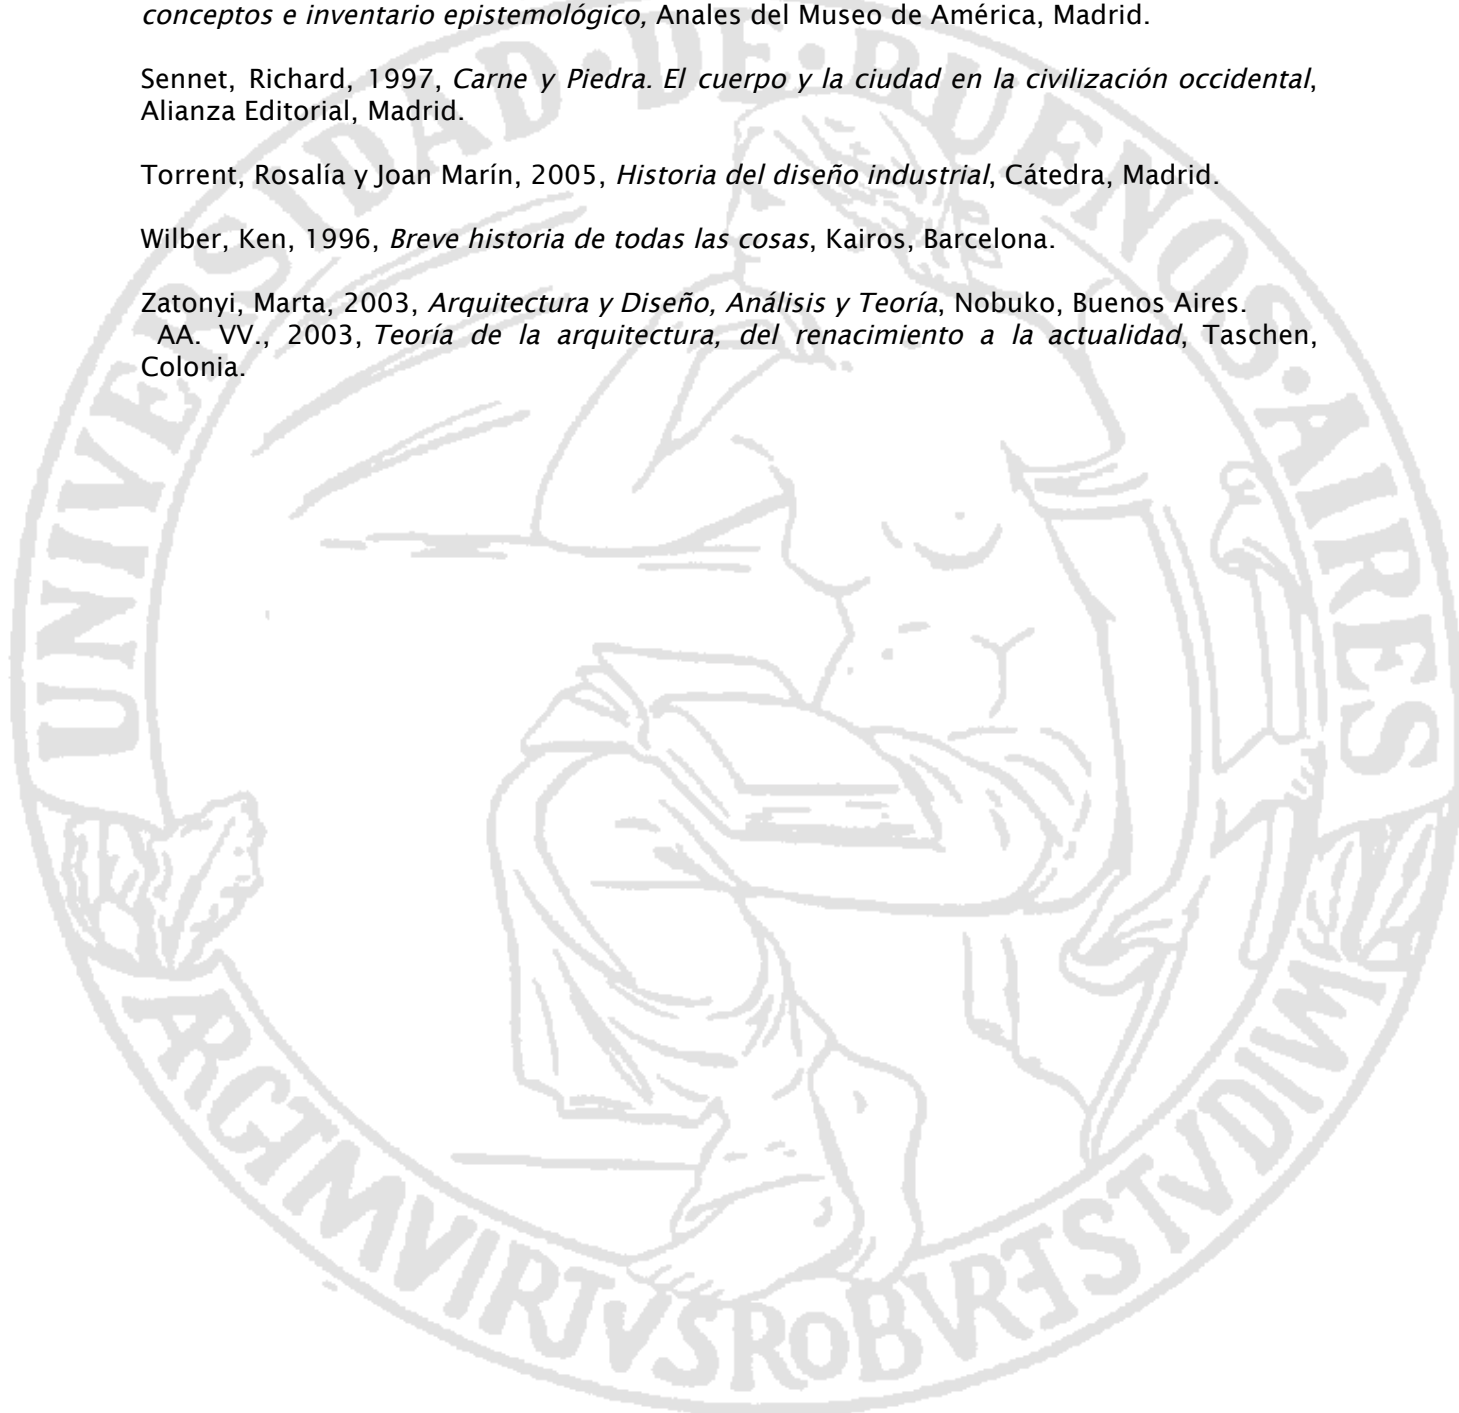 conceptos e inventario epistemológico, Anales del Museo de América, Madrid.
Sennet, Richard, 1997, Carne y Piedra. El cuerpo y la ciudad en la civilización occidental,
Alianza Editorial, Madrid.
Torrent, Rosalía y Joan Marín, 2005, Historia del diseño industrial, Cátedra, Madrid.
Wilber, Ken, 1996, Breve historia de todas las cosas, Kairos, Barcelona.
Zatonyi, Marta, 2003, Arquitectura y Diseño, Análisis y Teoría, Nobuko, Buenos Aires.
AA. VV., 2003, Teoría de la arquitectura, del renacimiento a la actualidad, Taschen,
Colonia.
UNIVERSIDAD·DE·BUENOS·AIRES
ARGT·MVIRTVSROBVRETSTVDIVM